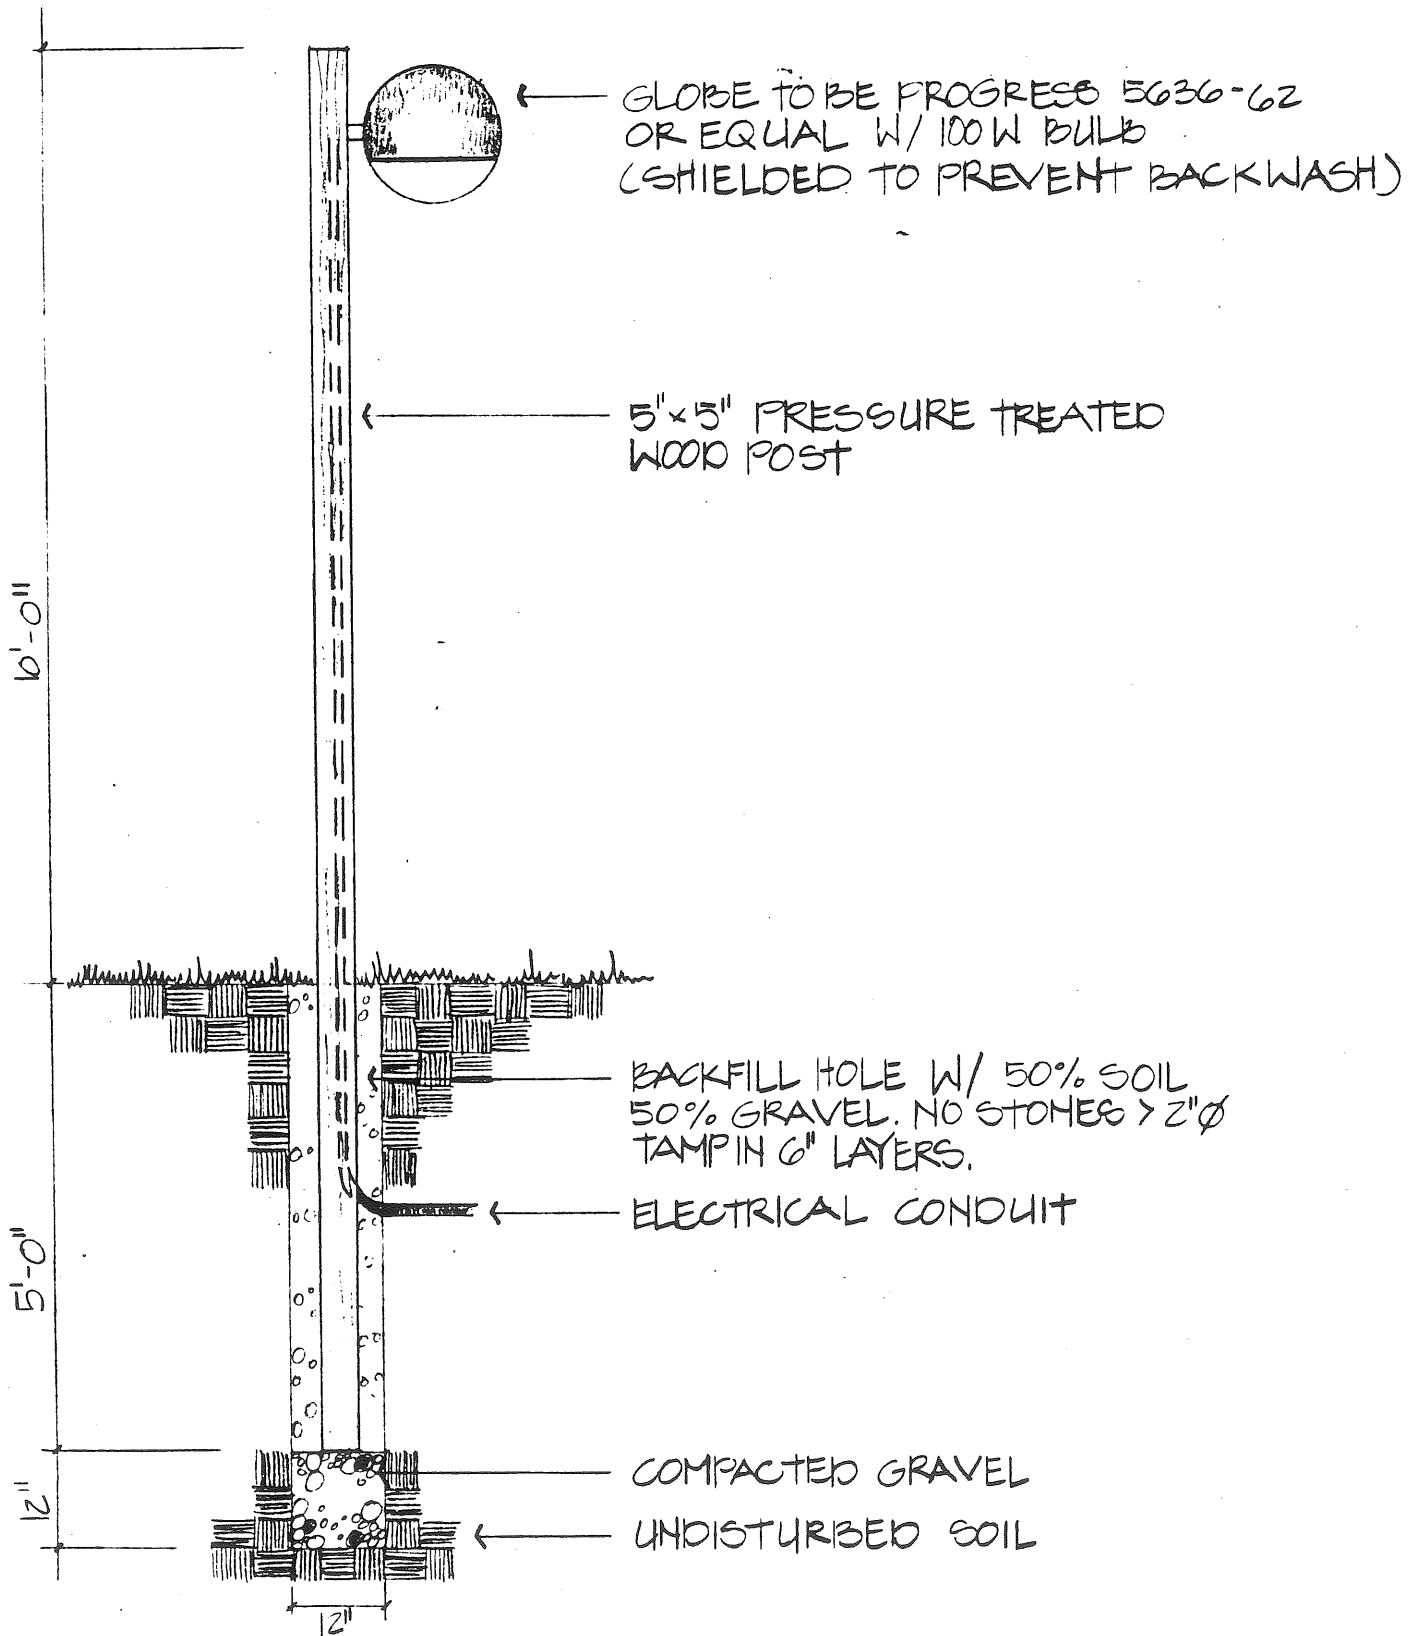 GLOBE TO BE PROGRESS 5636-62
OR EQUAL W/ 100 W BULB
(SHIELDED TO PREVENT BACKWASH)
5"x5" PRESSURE TREATED
WOOD POST
10'-0"
BACKFILL HOLE W/ 50% SOIL
50% GRAVEL. NO STONES > 2"Ø
TAMP IN 6" LAYERS.
ELECTRICAL CONDUIT
5'-0"
COMPACTED GRAVEL
12"
UNDISTURBED SOIL
12"